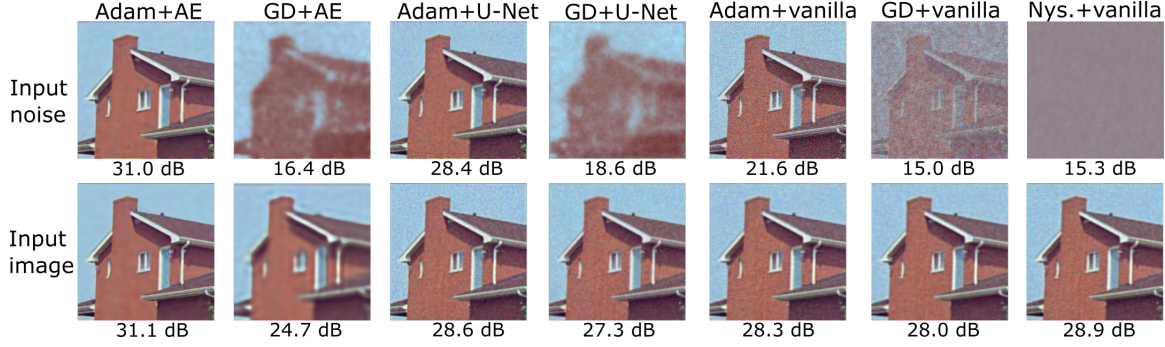 Adam+AE GD+AE Adam+U-Net GD+U-Net Adam+vanilla GD+vanilla Nys.+vanilla
Input
noise
31.0 dB 16.4 dB 28.4 dB 18.6 dB 21.6 dB 15.0 dB 15.3 dB
Input
image
31.1 dB 24.7 dB 28.6 dB 27.3 dB 28.3 dB 28.0 dB 28.9 dB